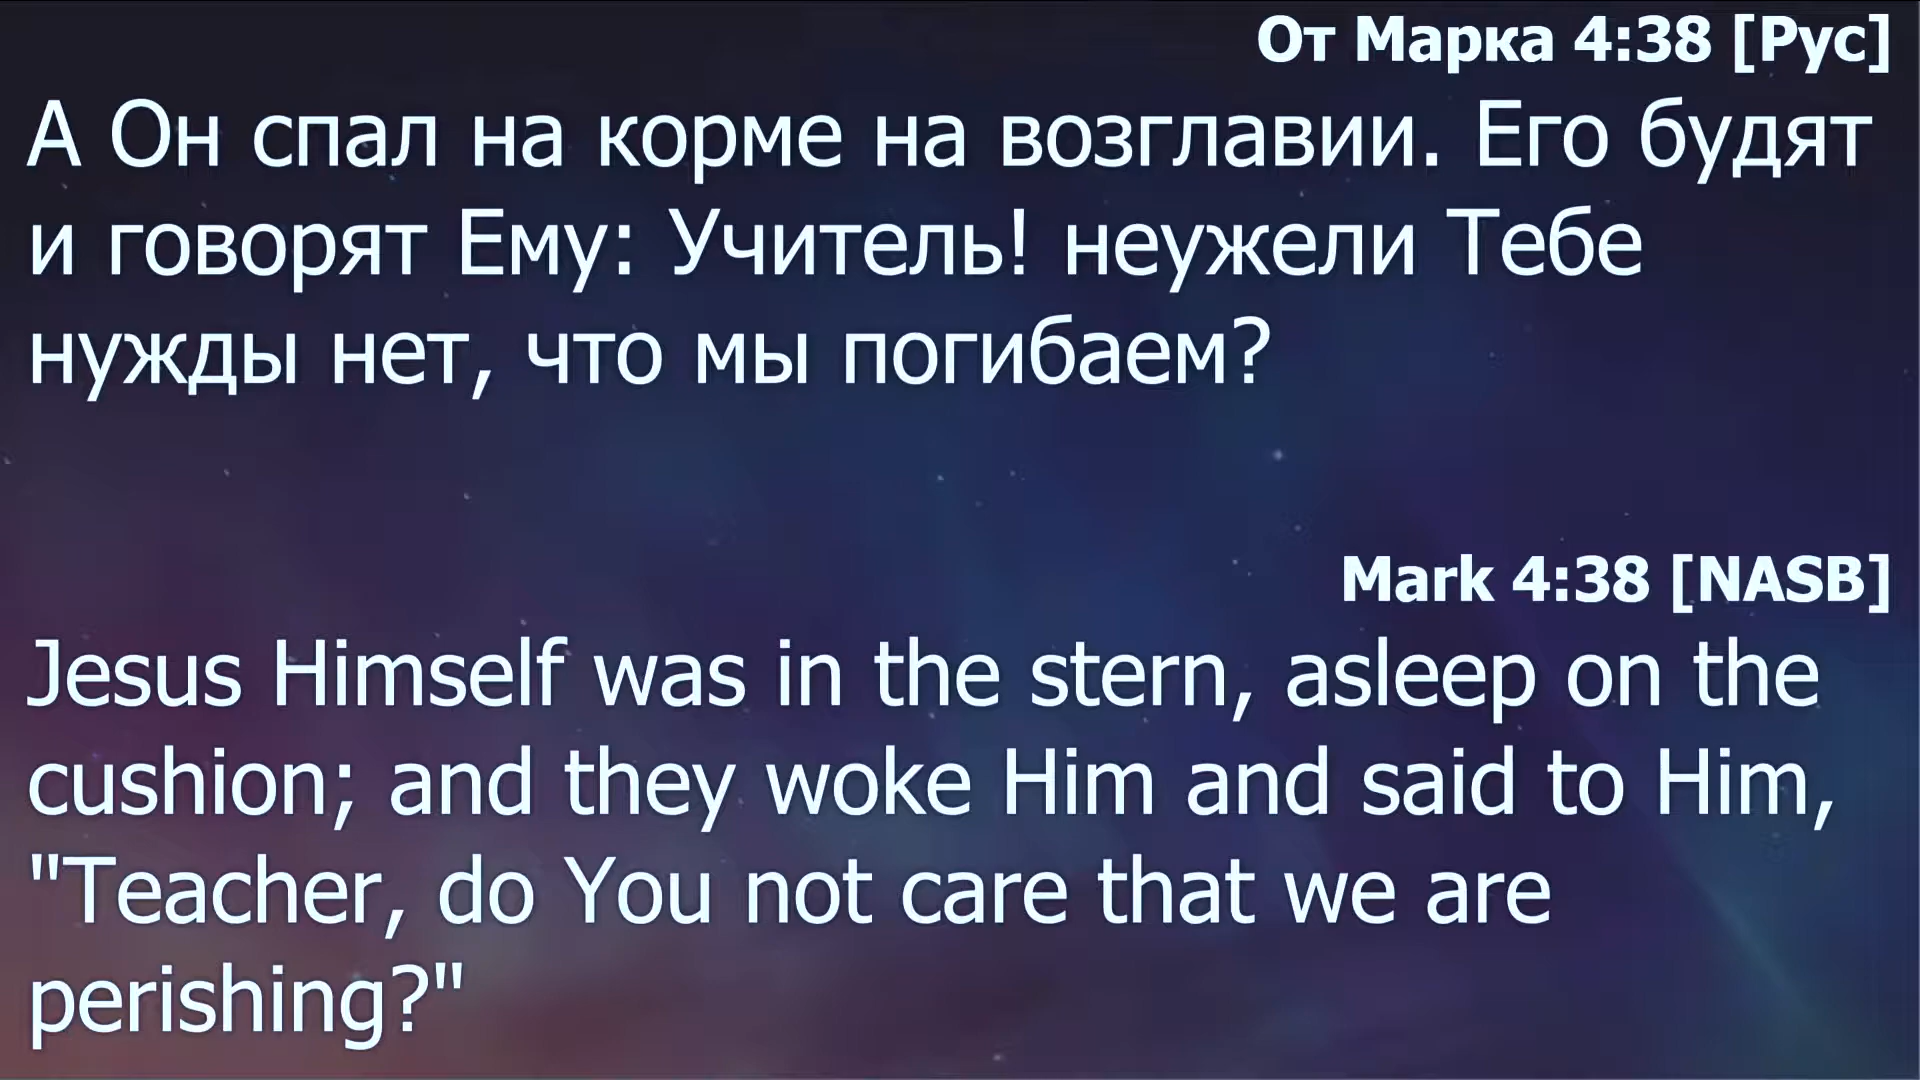 От Марка 4:38 [Рус]
А Он спал на корме на возглавии. Его будят
и говорят Ему: Учитель! неужели Тебе
нужды нет, что мы погибаем?
Mark 4:38 [NASB]
Jesus Himself was in the stern, asleep on the
cushion; and they woke Him and said to Him,
"Teacher, do You not care that we are
perishing?"